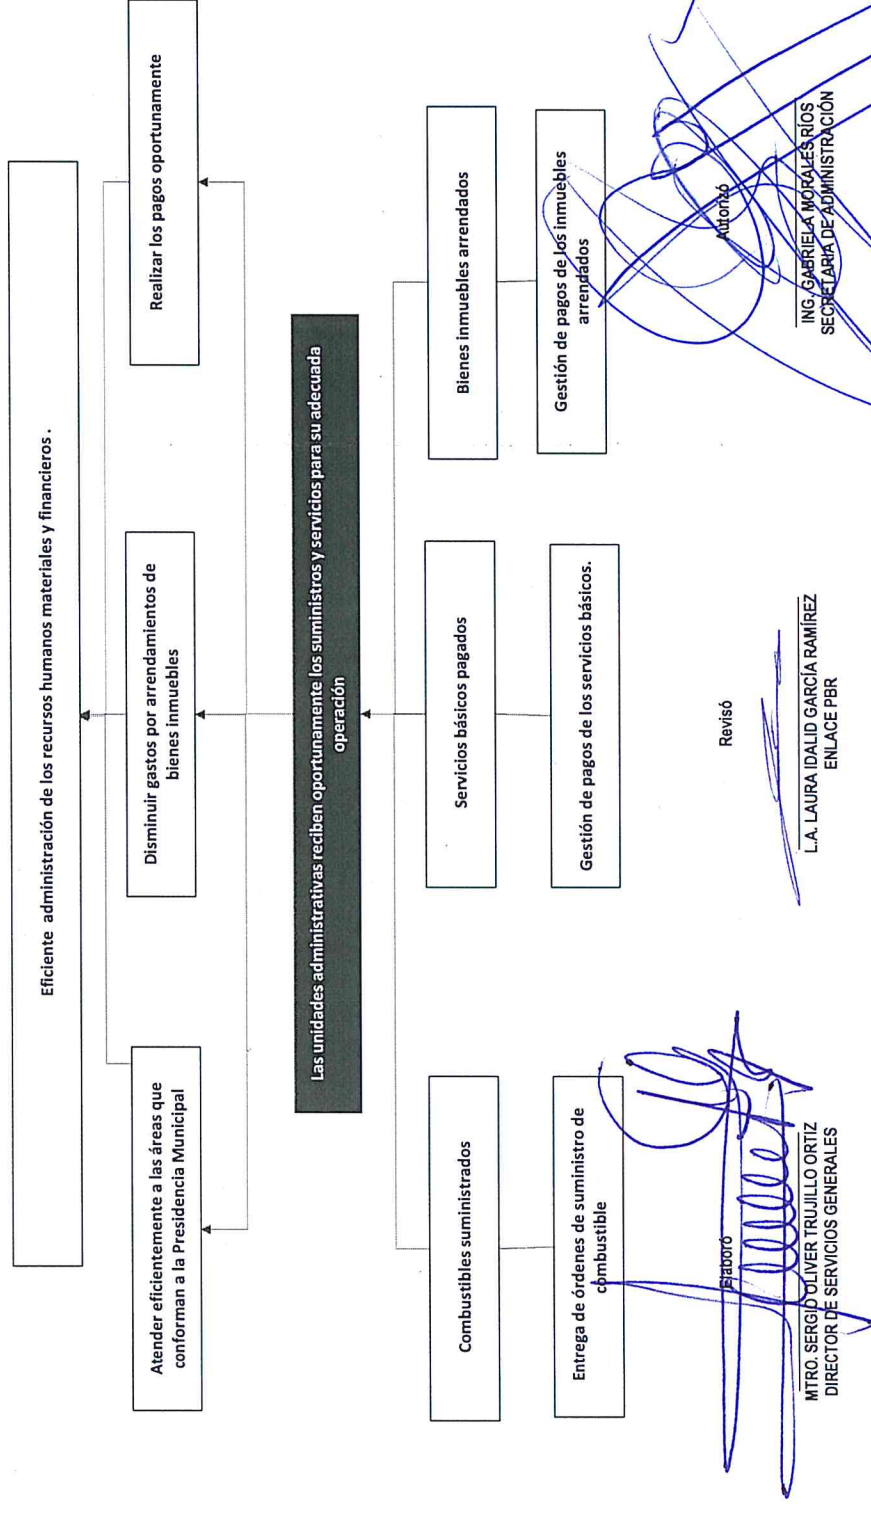 Eficiente administración de los recursos humanos materiales y financieros .
Atender eficientemente a las áreas que
conforman a la Presidencia Municipal
Disminuir gastos por arrendamientos de
bienes inmuebles
Realizar los pagos oportunamente
Las unidades administrativas reciben oportunamente los suministros y servicios para su adecuada
operación
Combustibles suministrados
Servicios básicos pagados
Bienes inmuebles arrendados
Entrega de órdenes de suministro de
combustible
Gestión de pagos de los servicios básicos.
Gestión de pagos de los inmuebles
arrendados
Elaboró
MTRO. SERGIO OLIVER TRUJILLO ORTIZ
DIRECTOR DE SERVICIOS GENERALES
Revisó
L.A. LAURA IDALID GARCÍA RAMÍREZ
ENLACE PBR
Autorizó
ING. GABRIELA MORALES RÍOS
SECRETARIA DE ADMINISTRACIÓN